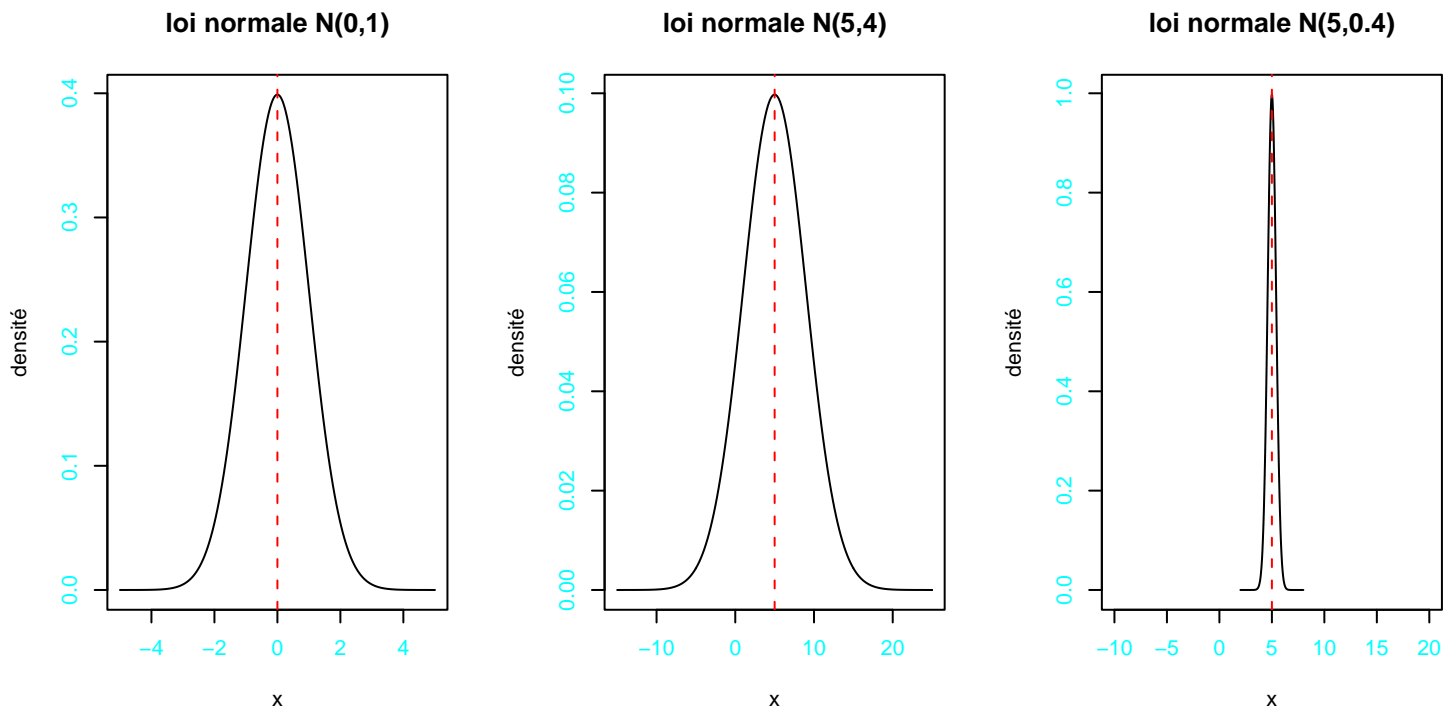 loi normale N(0,1)
densité
0.4
0.3
0.2
0.1
0.0
−4 −2 0 2 4
x
loi normale N(5,4)
densité
0.10
0.08
0.06
0.04
0.02
0.00
−10 0 10 20
x
loi normale N(5,0.4)
densité
1.0
0.8
0.6
0.4
0.2
0.0
−10 −5 0 5 10 15 20
x